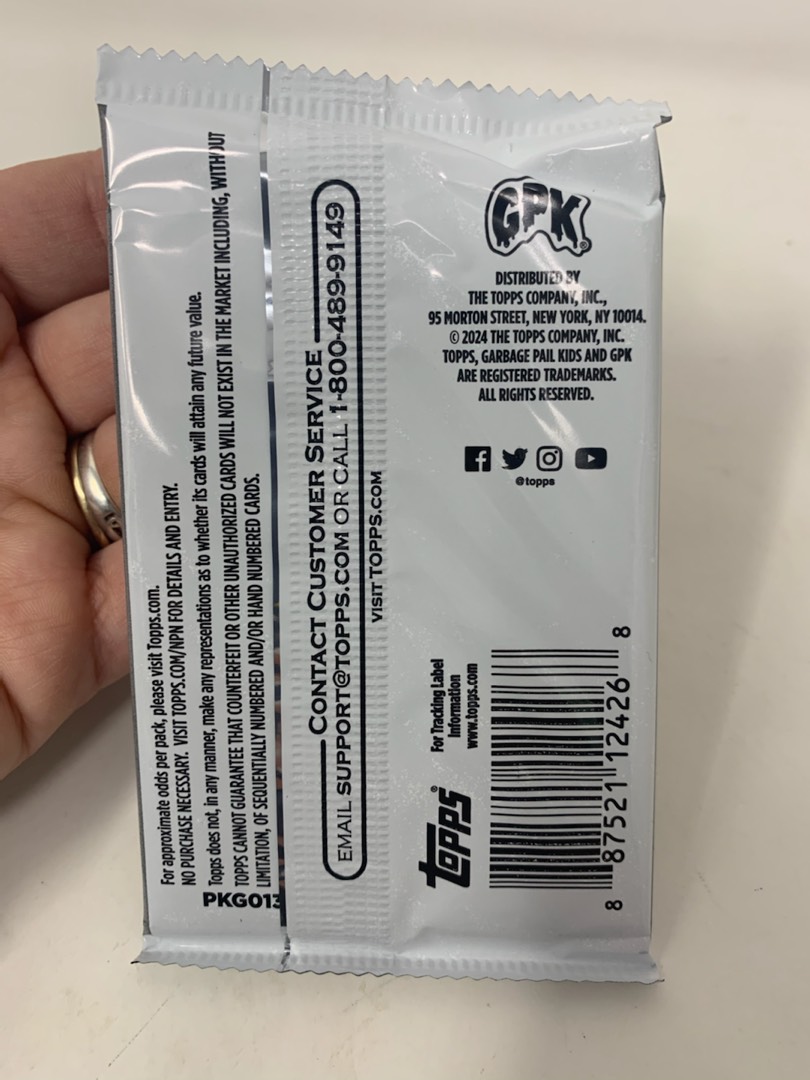 For approximate odds per pack, please visit Topps.com.
NO PURCHASE NECESSARY. VISIT TOPPS.COM/NPN FOR DETAILS AND ENTRY.
Topps does not, in any manner, make any representations as to whether its cards will attain any future value.
TOPPS CANNOT GUARANTEE THAT COUNTERFEIT OR OTHER UNAUTHORIZED CARDS WILL NOT EXIST IN THE MARKET INCLUDING, WITHOUT
LIMITATION, OF SEQUENTIALLY NUMBERED AND/OR HAND NUMBERED CARDS.
PKG013
CONTACT CUSTOMER SERVICE
EMAIL SUPPORT@TOPPS.COM OR CALL 1-800-489-9149
VISIT TOPPS.COM
GPK®
DISTRIBUTED BY
THE TOPPS COMPANY, INC.,
95 MORTON STREET, NEW YORK, NY 10014.
© 2024 THE TOPPS COMPANY, INC.
TOPPS, GARBAGE PAIL KIDS AND GPK
ARE REGISTERED TRADEMARKS.
ALL RIGHTS RESERVED.
@topps
For Tracking Label
Information
www.topps.com
topps®
8 87521 12426 8